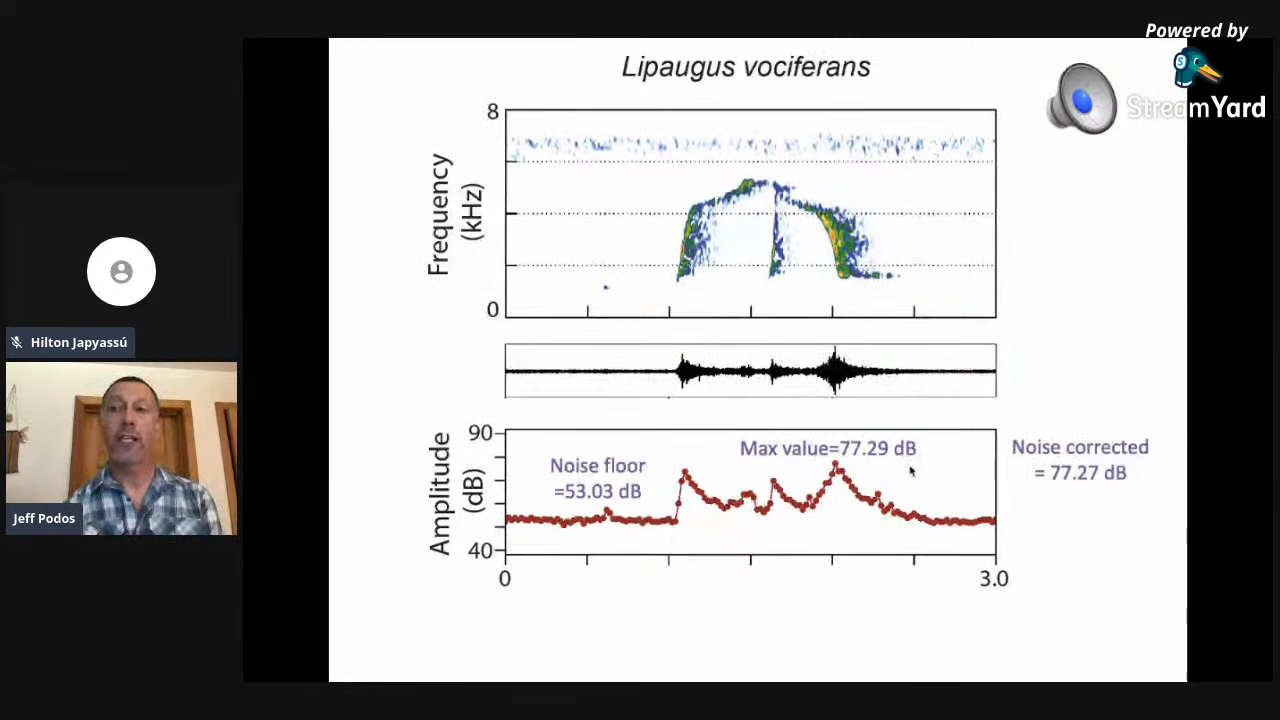 Powered by
StreamYard
Lipaugus vociferans
8
Frequency
(kHz)
0
Hilton Japyassú
Jeff Podos
90
Amplitude
(dB)
40
Noise floor
=53.03 dB
Max value=77.29 dB
Noise corrected
= 77.27 dB
0
3.0